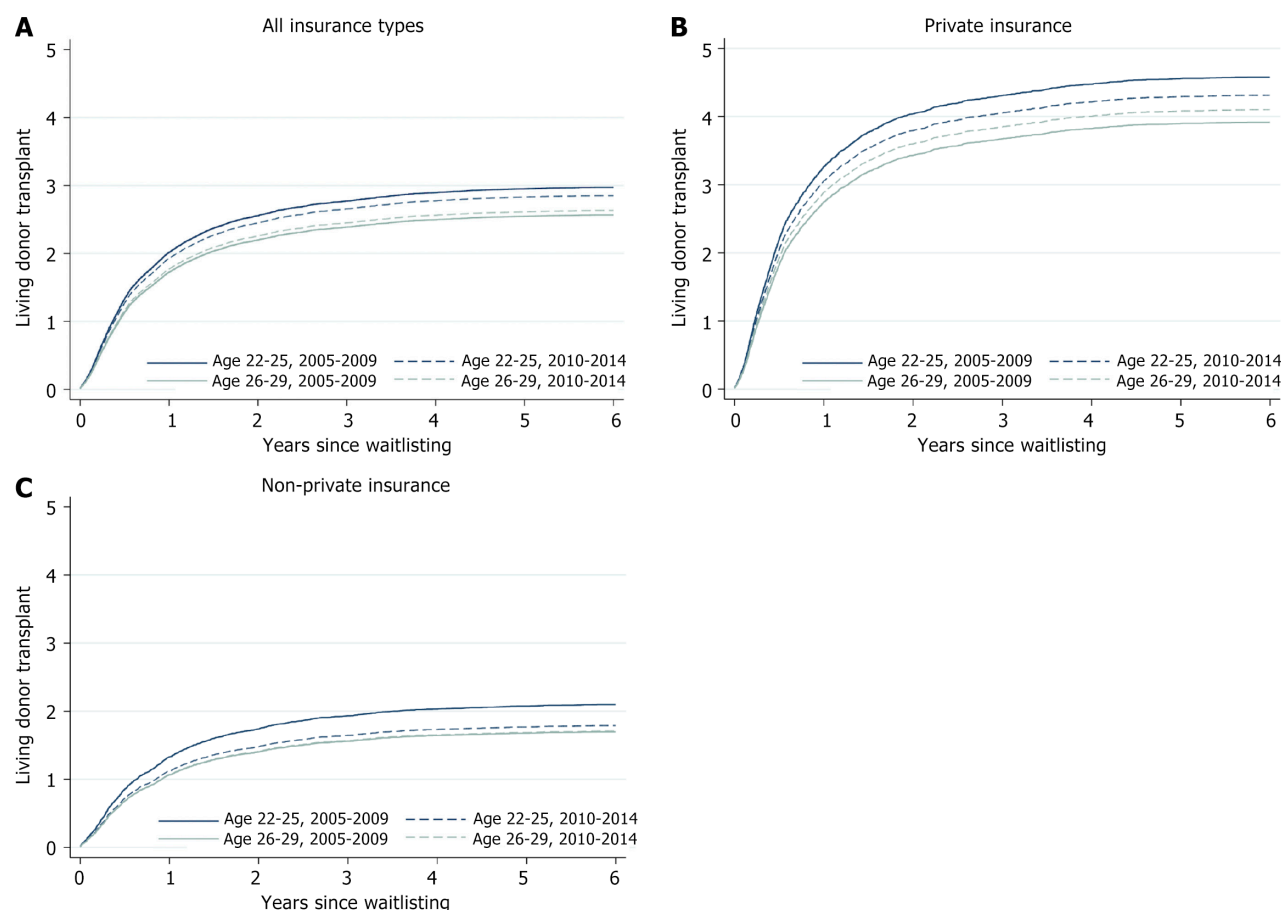 A
All insurance types
5
4
3
2
1
0
Living donor transplant
Age 22-25, 2005-2009 Age 22-25, 2010-2014
Age 26-29, 2005-2009 Age 26-29, 2010-2014
0 1 2 3 4 5 6
Years since waitlisting
B
Private insurance
5
4
3
2
1
0
Living donor transplant
Age 22-25, 2005-2009 Age 22-25, 2010-2014
Age 26-29, 2005-2009 Age 26-29, 2010-2014
0 1 2 3 4 5 6
Years since waitlisting
C
Non-private insurance
5
4
3
2
1
0
Living donor transplant
Age 22-25, 2005-2009 Age 22-25, 2010-2014
Age 26-29, 2005-2009 Age 26-29, 2010-2014
0 1 2 3 4 5 6
Years since waitlisting